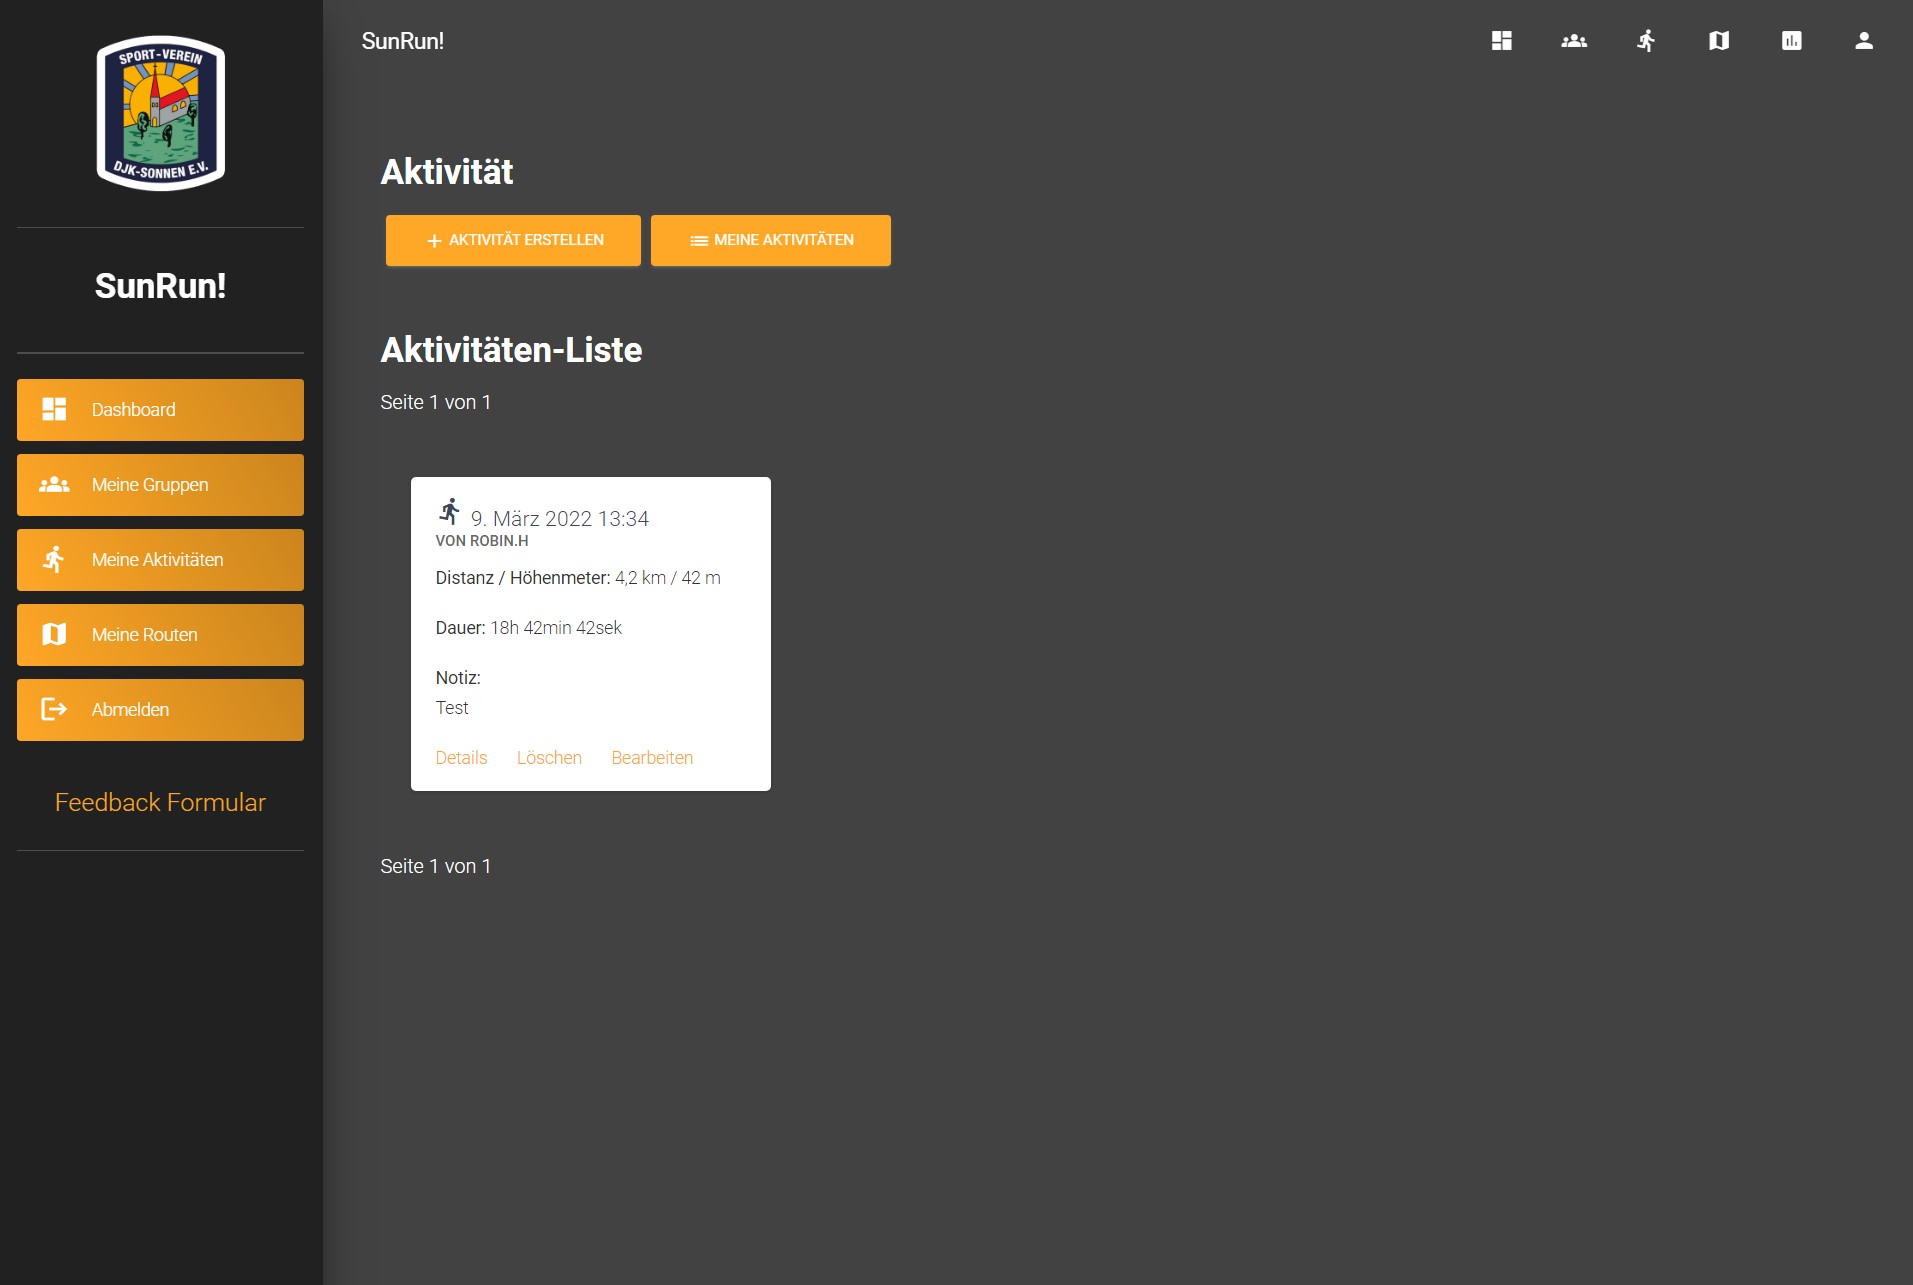 SPORT-VEREIN
DJK-SONNEN E.V.
SunRun!
Dashboard
Meine Gruppen
Meine Aktivitäten
Meine Routen
Abmelden
Feedback Formular
SunRun!
Aktivität
AKTIVITÄT ERSTELLEN
MEINE AKTIVITÄTEN
Aktivitäten-Liste
Seite 1 von 1
9. März 2022 13:34
VON ROBIN.H
Distanz / Höhenmeter: 4,2 km / 42 m
Dauer: 18h 42min 42sek
Notiz:
Test
Details Löschen Bearbeiten
Seite 1 von 1